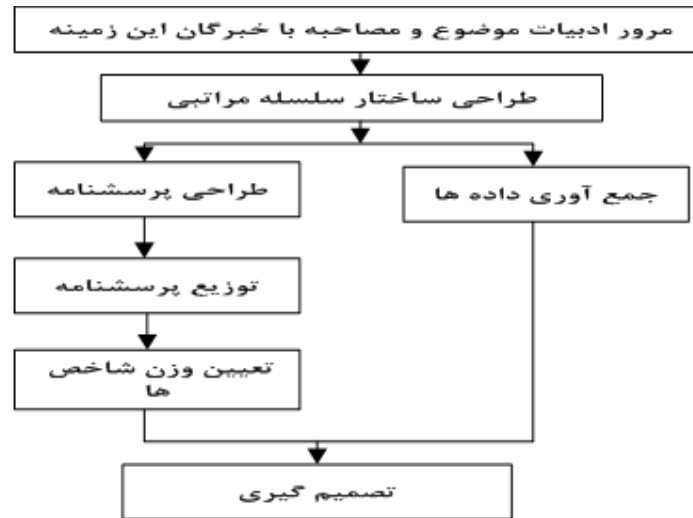 مرور ادبیات موضوع و مصاحبه با خبرگان این زمینه
طراحی ساختار سلسله مراتبی
طراحی پرسشنامه
جمع آوری داده ها
توزیع پرسشنامه
تعیین وزن شاخص
ها
تصمیم گیری